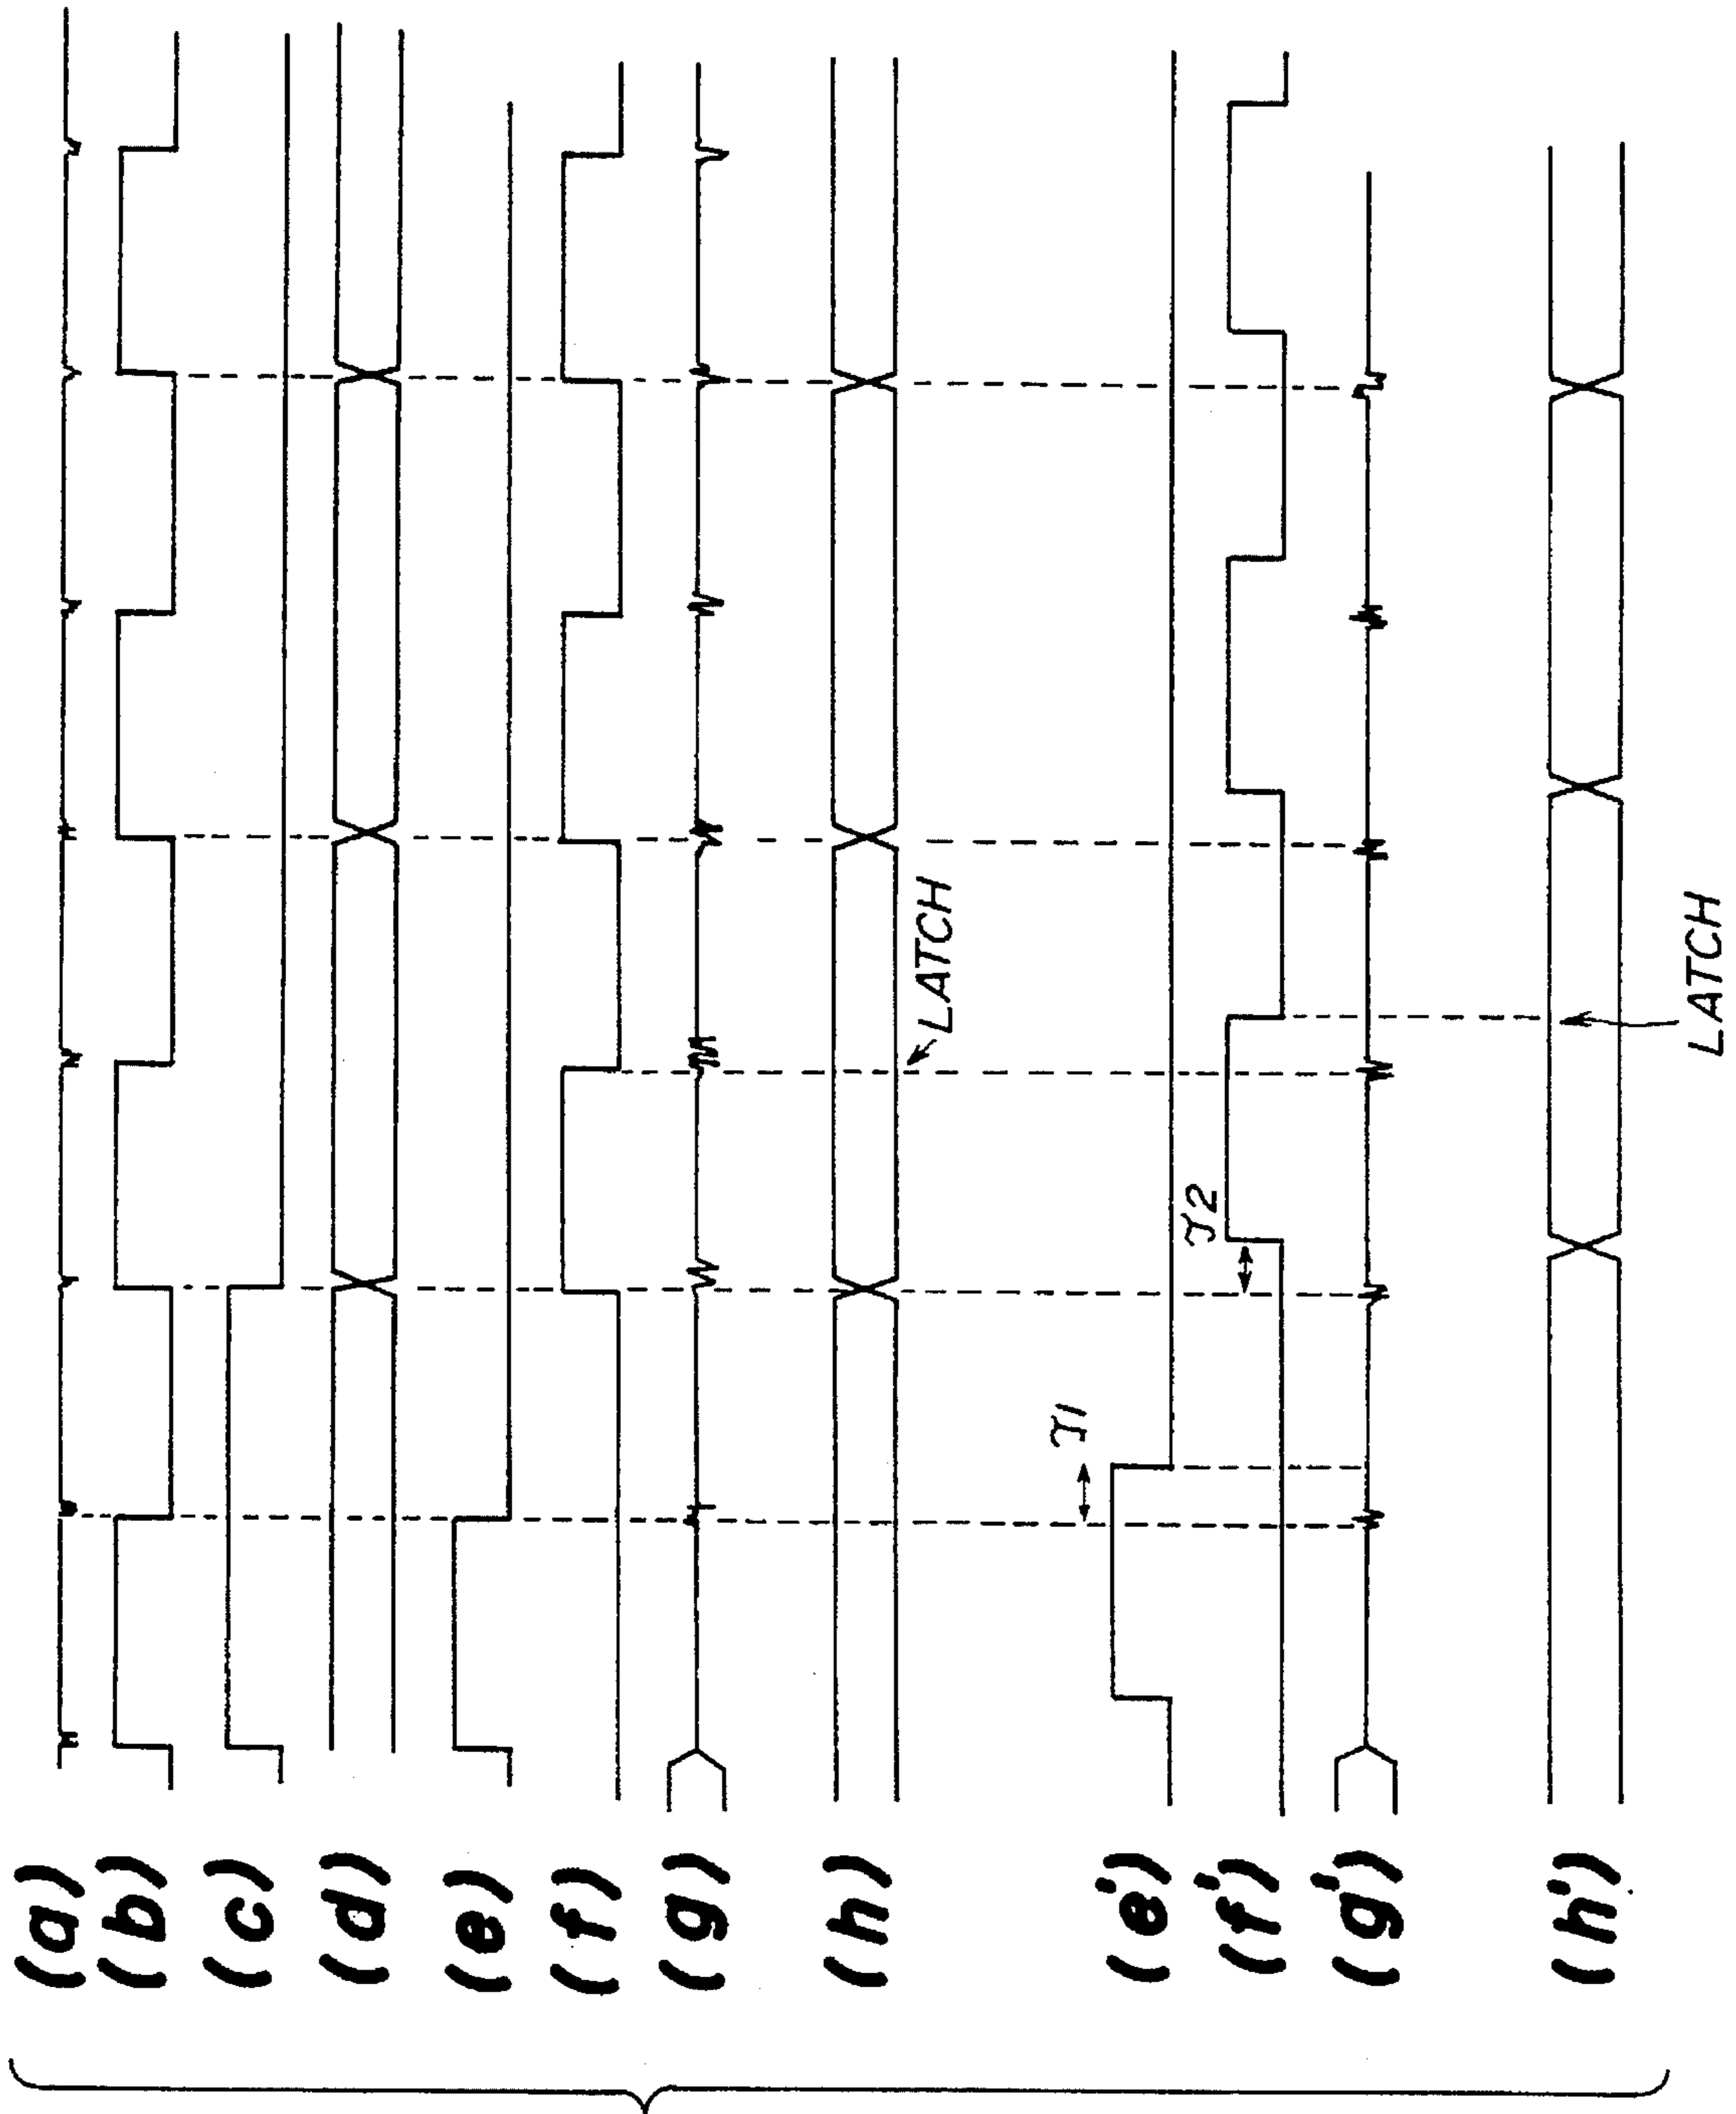 (a)
(b)
(c)
(d)
(e)
(f)
(g)
(h)
LATCH
(e')
τ1
(f')
τ2
(g')
(h')
LATCH